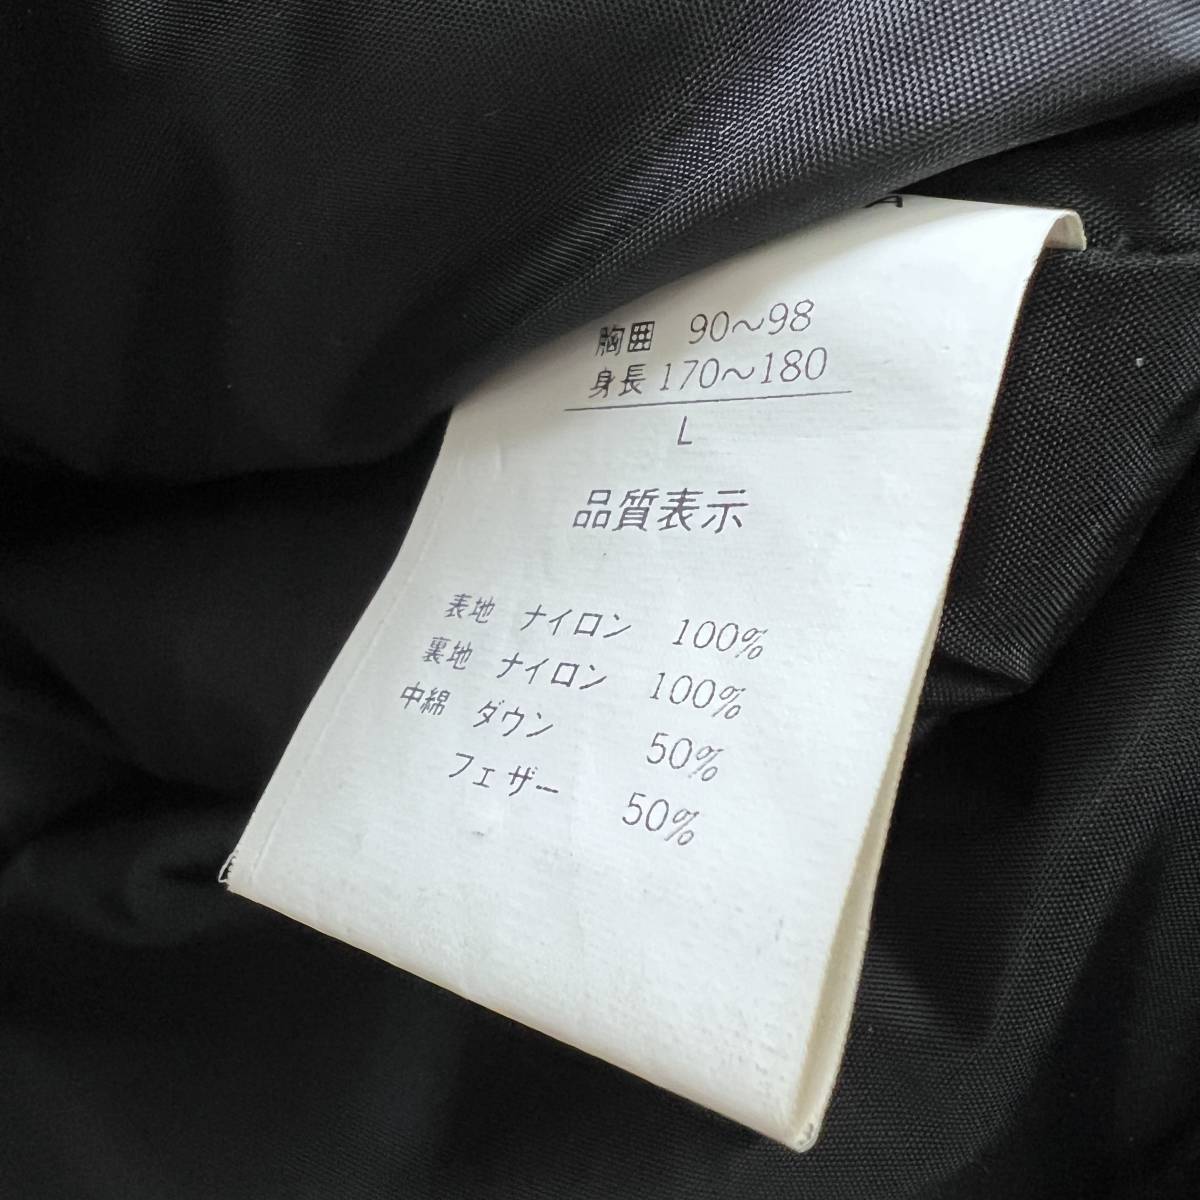 胸囲 90～98
身長 170～180
L
品質表示
表地 ナイロン 100%
裏地 ナイロン 100%
中綿 ダウン 50%
フェザー 50%